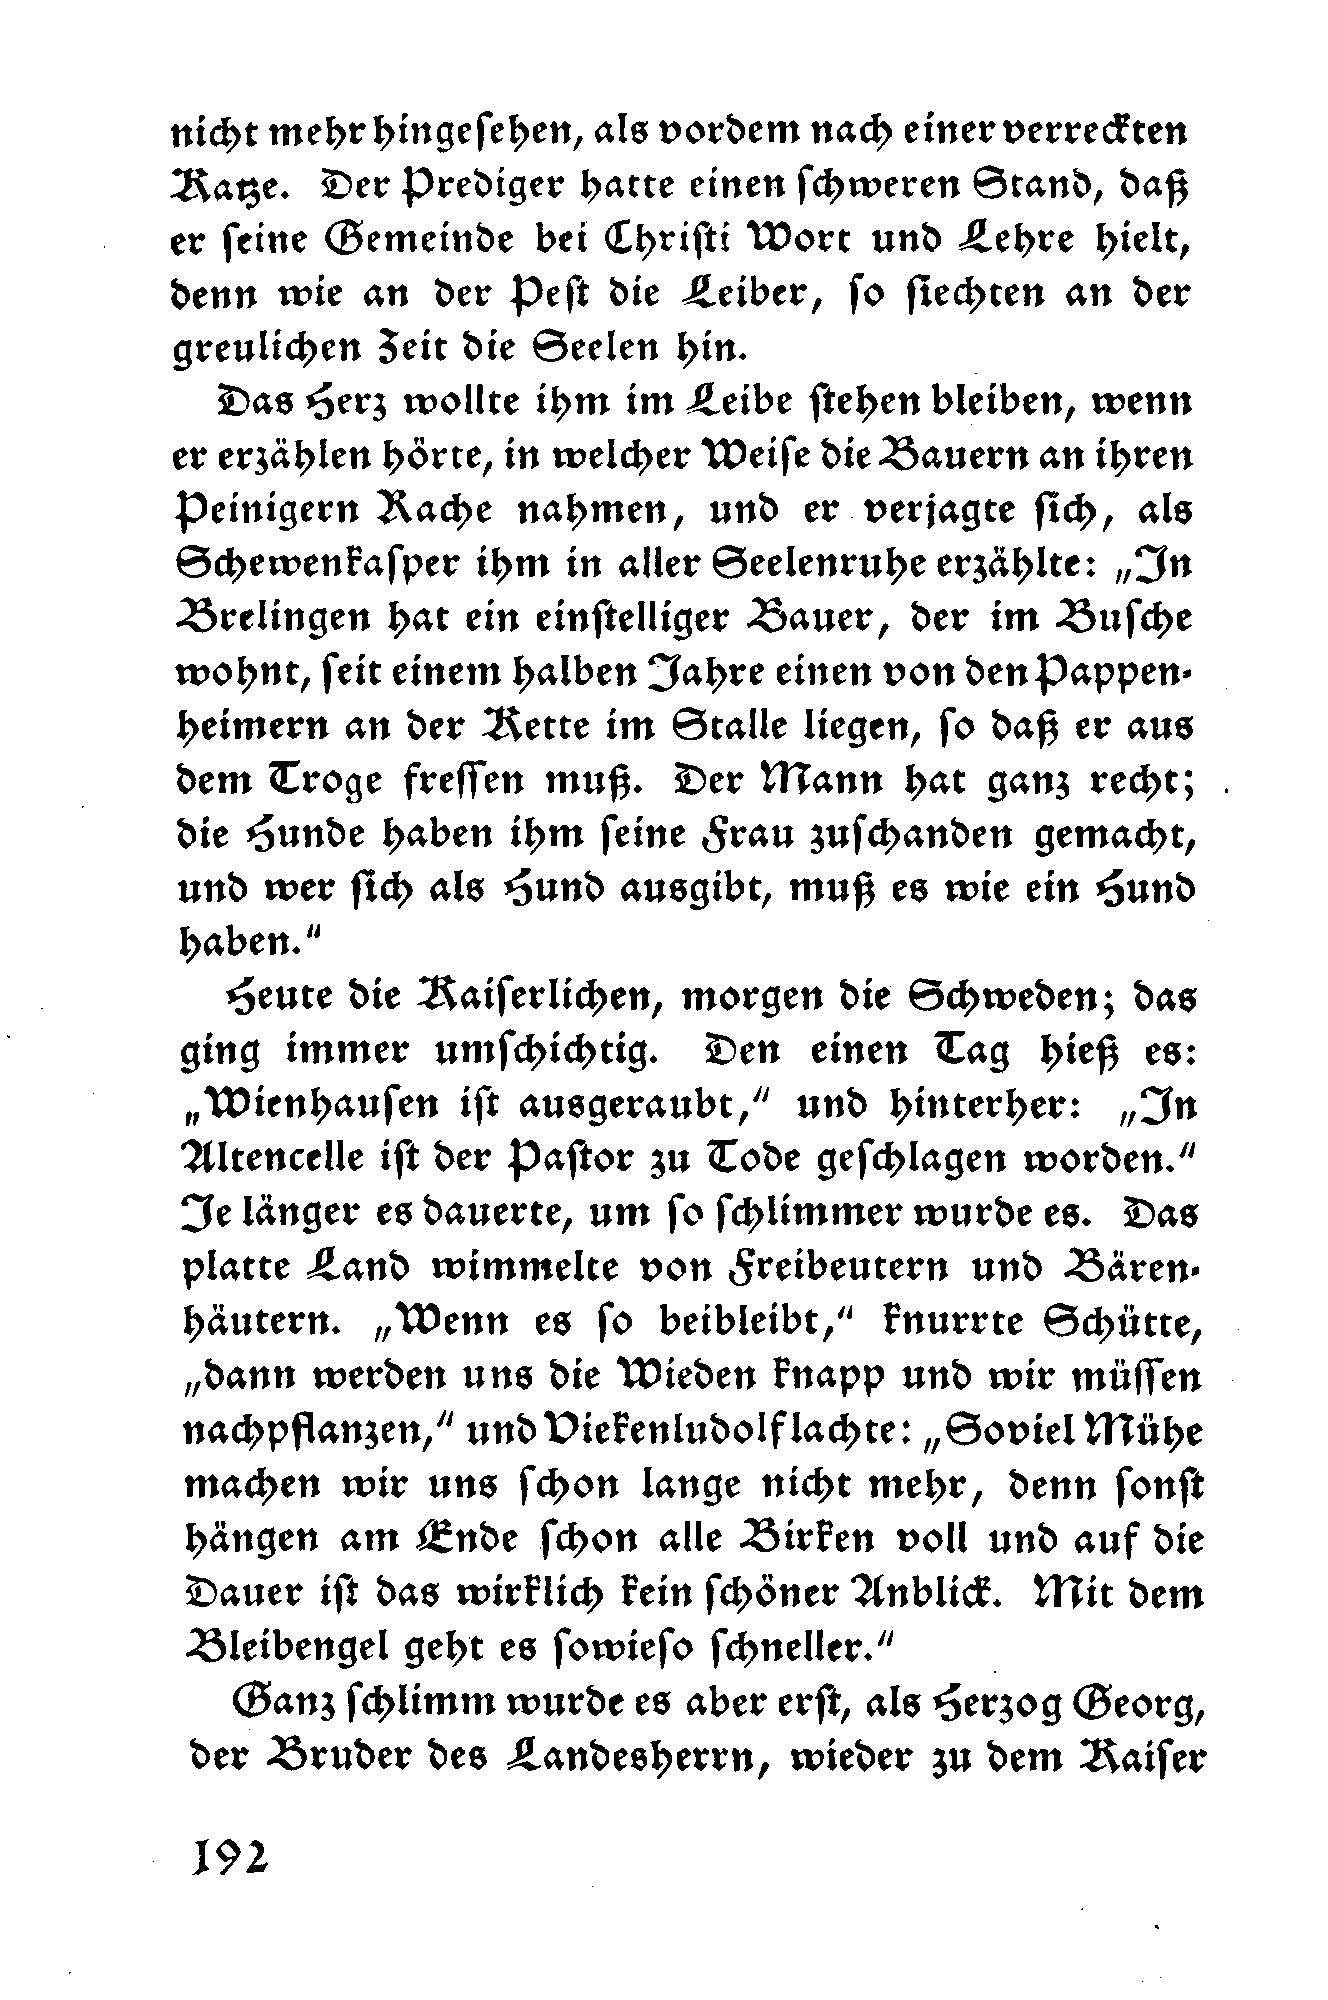 nicht mehr hingesehen, als vordem nach einer verreckten
Katze. Der Prediger hatte einen schweren Stand, daß
er seine Gemeinde bei Christi Wort und Lehre hielt,
denn wie an der Pest die Leiber, so siechten an der
greulichen Zeit die Seelen hin.
Das Herz wollte ihm im Leibe stehen bleiben, wenn
er erzählen hörte, in welcher Weise die Bauern an ihren
Peinigern Rache nahmen, und er verjagte sich, als
Schewenkasper ihm in aller Seelenruhe erzählte: „In
Brelingen hat ein einstelliger Bauer, der im Busche
wohnt, seit einem halben Jahre einen von den Pappen-
heimern an der Kette im Stalle liegen, so daß er aus
dem Troge fressen muß. Der Mann hat ganz recht;
die Hunde haben ihm seine Frau zuschanden gemacht,
und wer sich als Hund ausgibt, muß es wie ein Hund
haben.“
Heute die Kaiserlichen, morgen die Schweden; das
ging immer umschichtig. Den einen Tag hieß es:
„Wienhausen ist ausgeraubt,“ und hinterher: „In
Altencelle ist der Pastor zu Tode geschlagen worden.“
Je länger es dauerte, um so schlimmer wurde es. Das
platte Land wimmelte von Freibeutern und Bären-
häutern. „Wenn es so beibleibt,“ knurrte Schütte,
„dann werden uns die Wieden knapp und wir müssen
nachpflanzen,“ und Viekenludolf lachte: „Soviel Mühe
machen wir uns schon lange nicht mehr, denn sonst
hängen am Ende schon alle Birken voll und auf die
Dauer ist das wirklich kein schöner Anblick. Mit dem
Bleibengel geht es sowieso schneller.“
Ganz schlimm wurde es aber erst, als Herzog Georg,
der Bruder des Landesherrn, wieder zu dem Kaiser
192